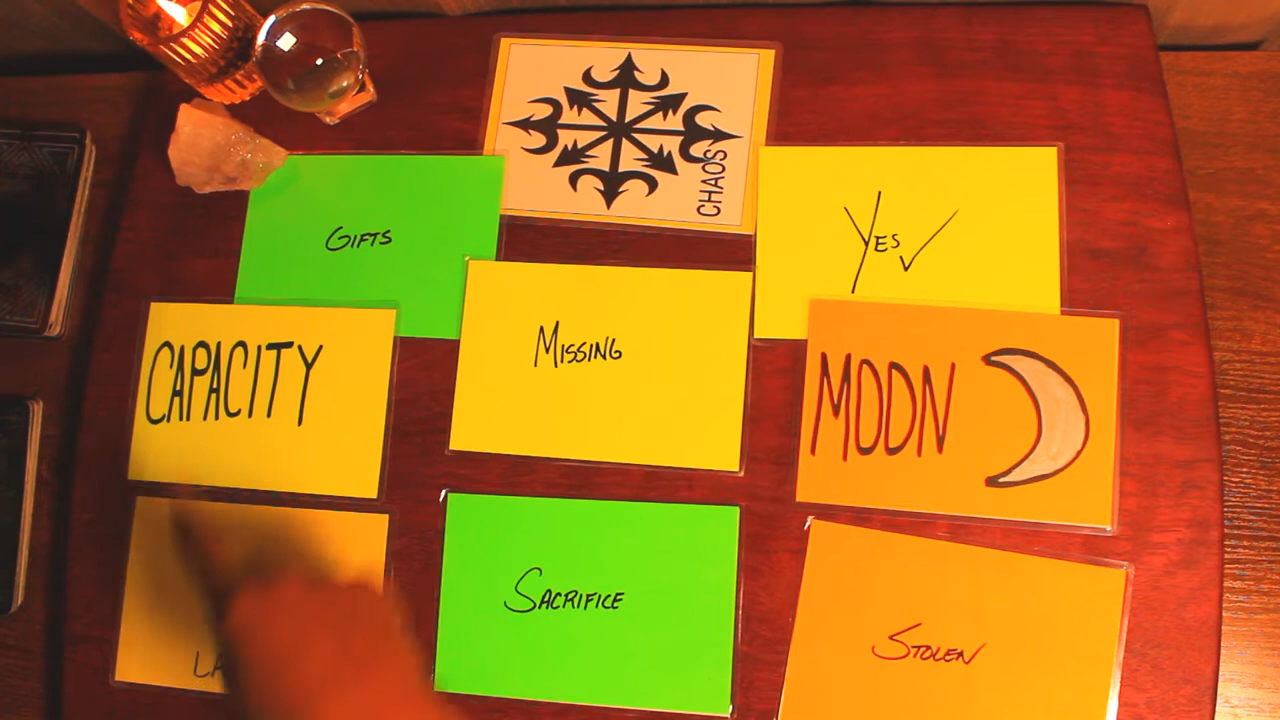 CHAOS
GIFTS
YES
MISSING
CAPACITY
MOON
SACRIFICE
STOLEN